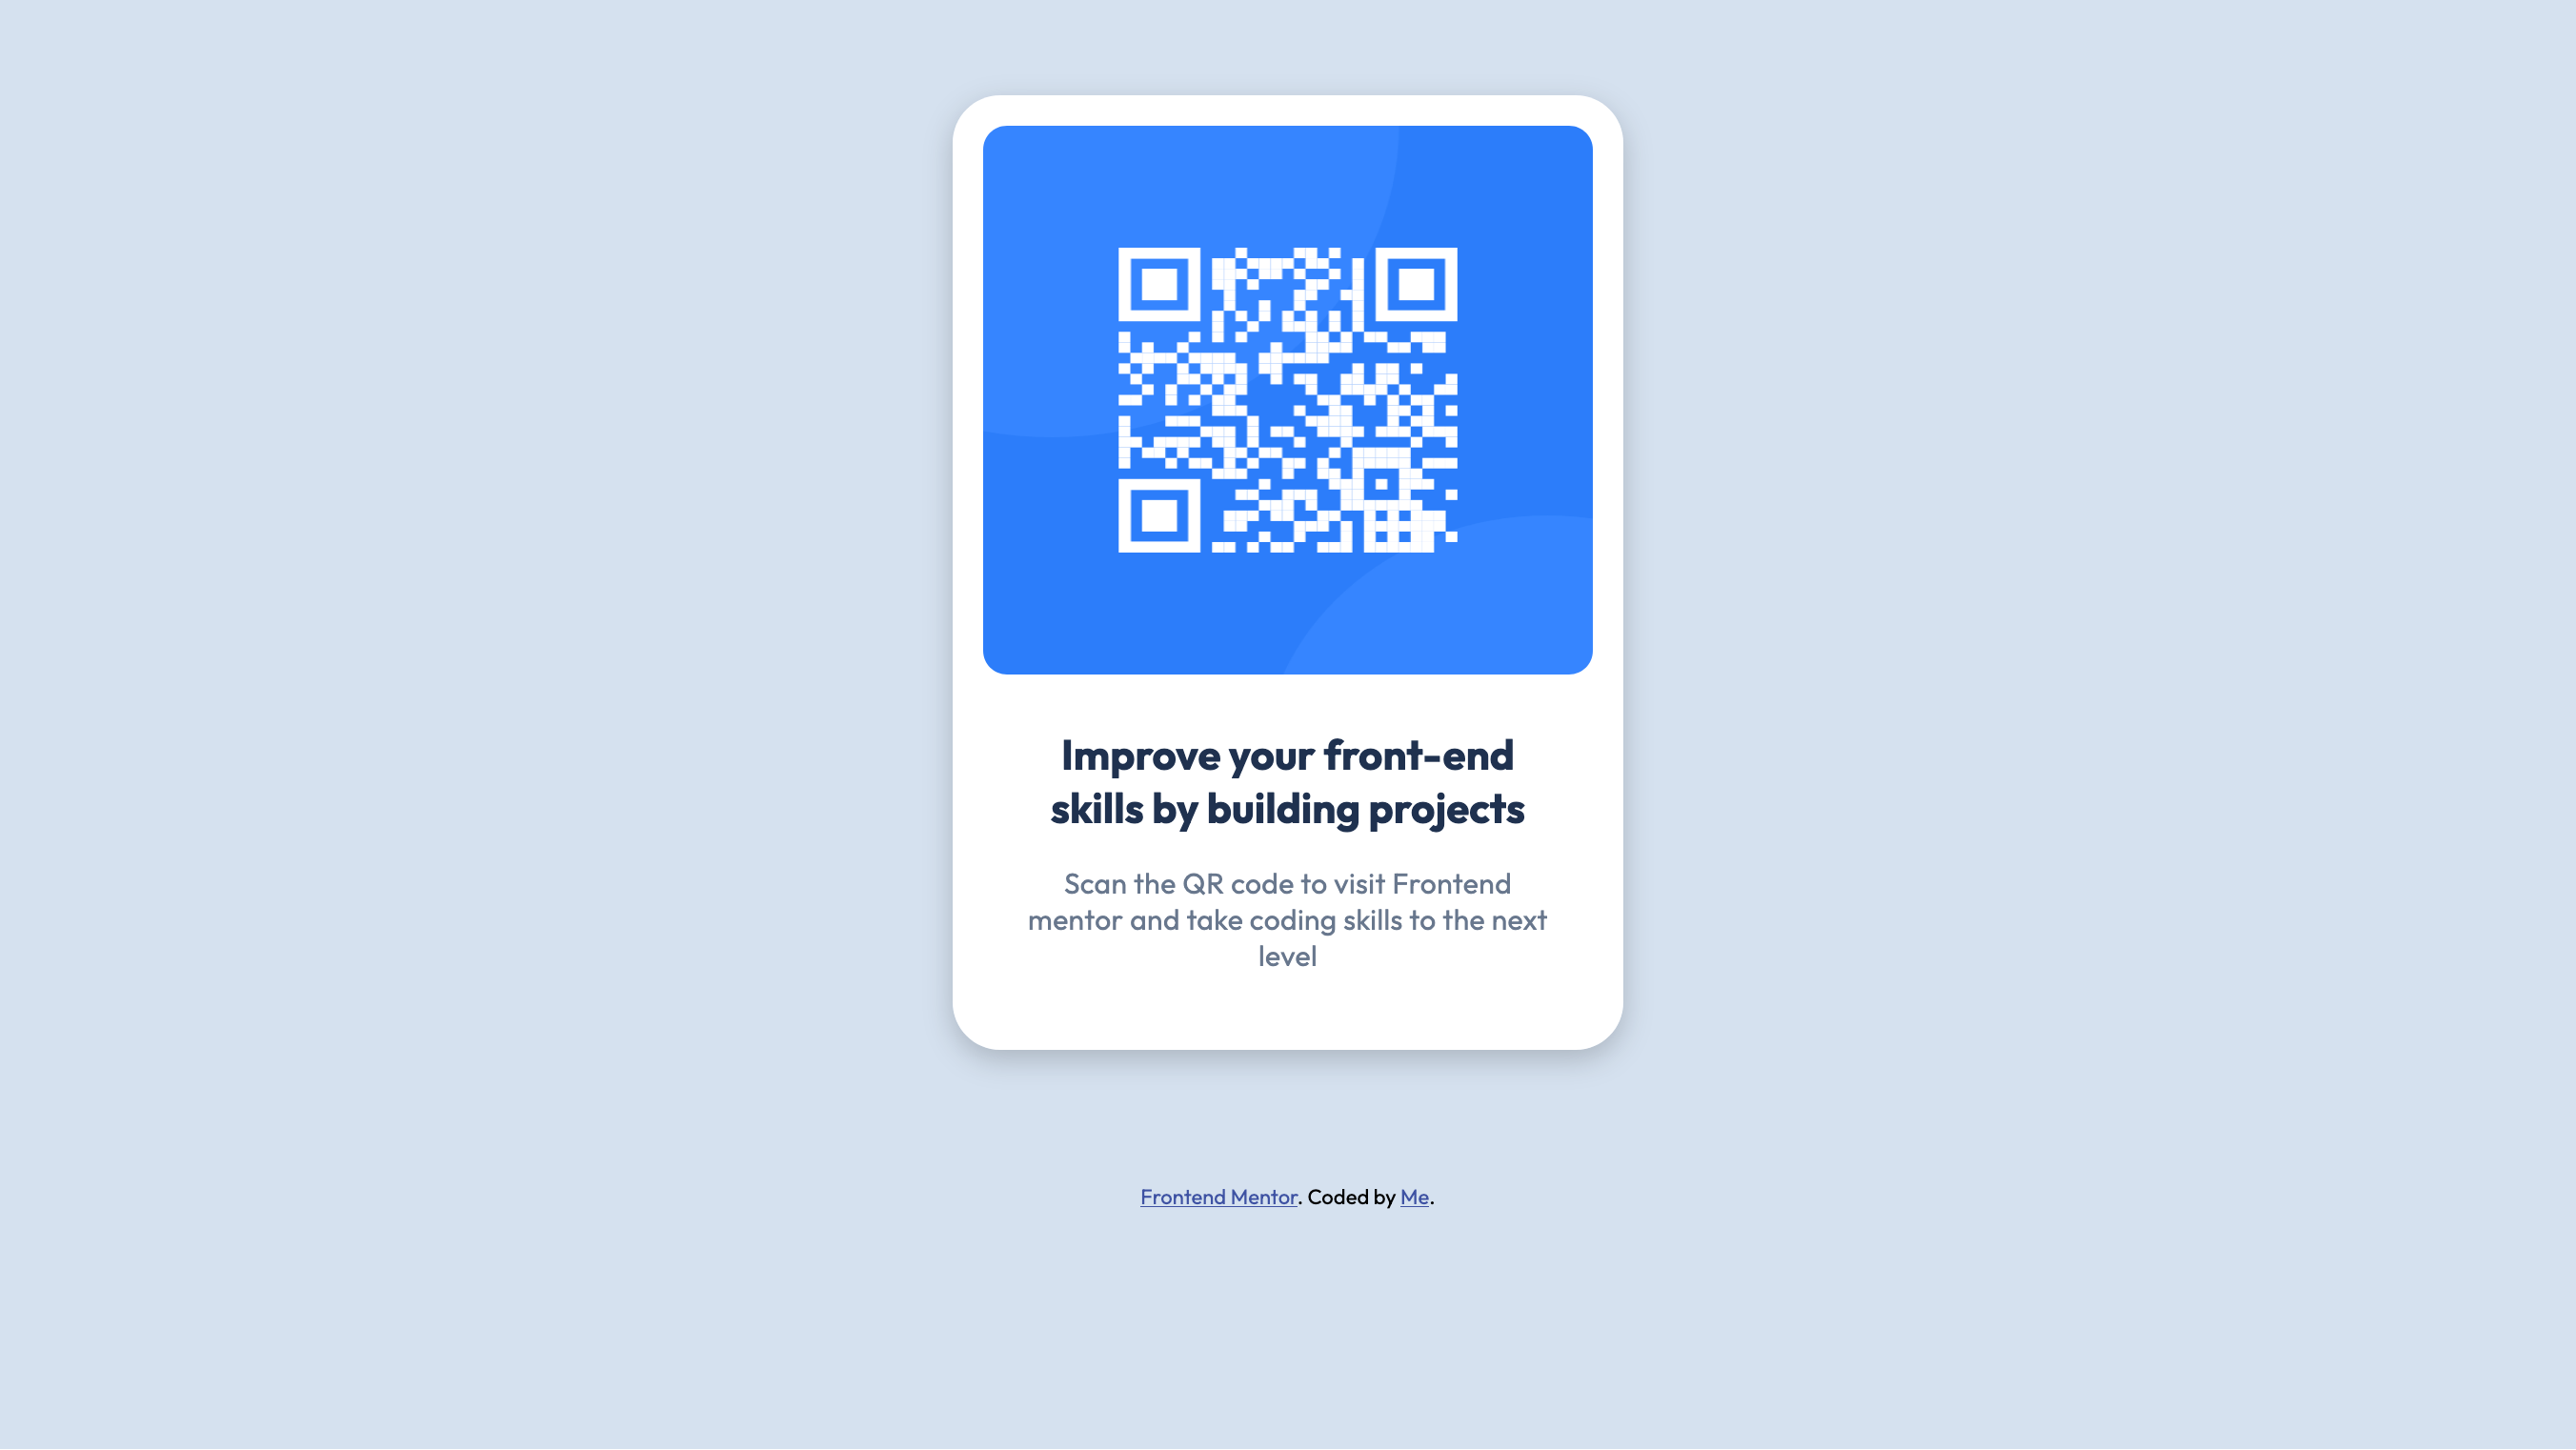 Improve your front-end
skills by building projects
Scan the QR code to visit Frontend
mentor and take coding skills to the next
level
Frontend Mentor. Coded by Me.